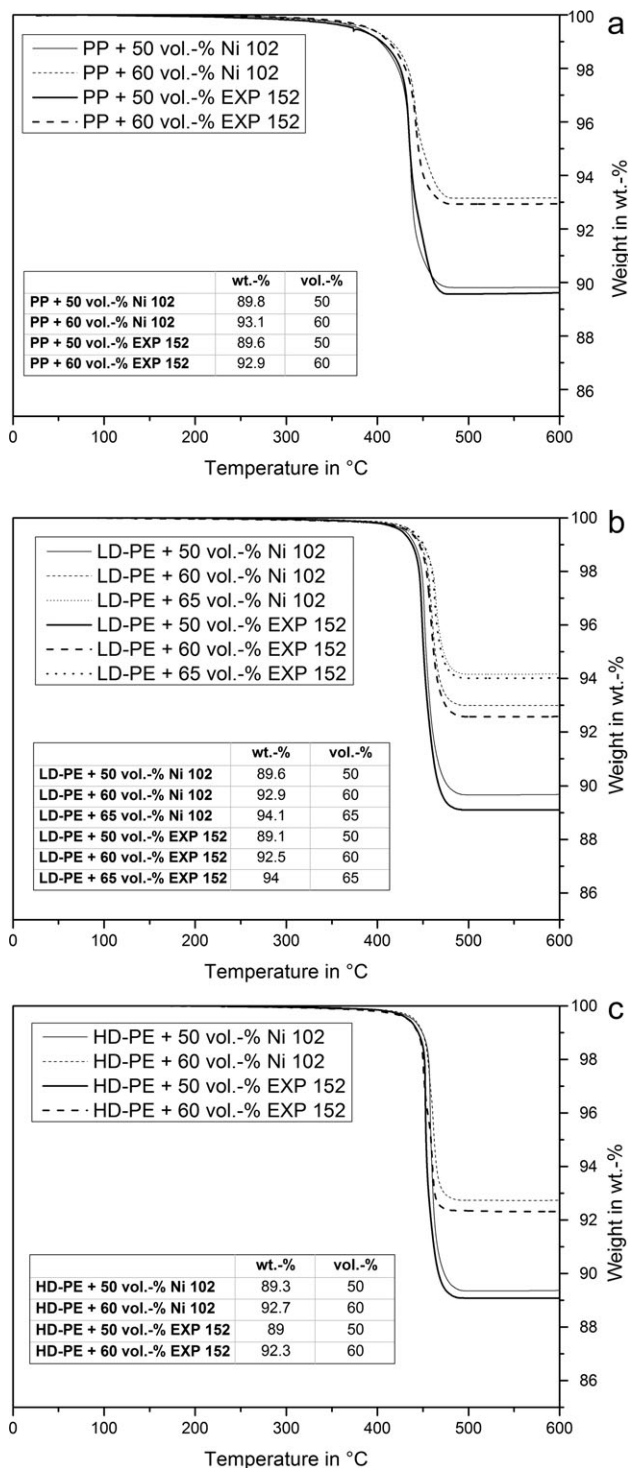 a
PP + 50 vol.-% Ni 102
PP + 60 vol.-% Ni 102
PP + 50 vol.-% EXP 152
PP + 60 vol.-% EXP 152
100
98
96
94
93
92
90
88
86
Weight in wt.-%
wt.-% vol.-%
PP + 50 vol.-% Ni 102 89.8 50
PP + 60 vol.-% Ni 102 93.1 60
PP + 50 vol.-% EXP 152 89.6 50
PP + 60 vol.-% EXP 152 92.9 60
0 100 200 300 400 500 600
Temperature in °C
b
LD-PE + 50 vol.-% Ni 102
LD-PE + 60 vol.-% Ni 102
LD-PE + 65 vol.-% Ni 102
LD-PE + 50 vol.-% EXP 152
LD-PE + 60 vol.-% EXP 152
LD-PE + 65 vol.-% EXP 152
100
98
96
94
92
90
88
86
Weight in wt.-%
wt.-% vol.-%
LD-PE + 50 vol.-% Ni 102 89.6 50
LD-PE + 60 vol.-% Ni 102 92.9 60
LD-PE + 65 vol.-% Ni 102 94.1 65
LD-PE + 50 vol.-% EXP 152 89.1 50
LD-PE + 60 vol.-% EXP 152 92.5 60
LD-PE + 65 vol.-% EXP 152 94 65
0 100 200 300 400 500 600
Temperature in °C
c
HD-PE + 50 vol.-% Ni 102
HD-PE + 60 vol.-% Ni 102
HD-PE + 50 vol.-% EXP 152
HD-PE + 60 vol.-% EXP 152
100
98
96
94
92
90
88
86
Weight in wt.-%
wt.-% vol.-%
HD-PE + 50 vol.-% Ni 102 89.3 50
HD-PE + 60 vol.-% Ni 102 92.7 60
HD-PE + 50 vol.-% EXP 152 89 50
HD-PE + 60 vol.-% EXP 152 92.3 60
0 100 200 300 400 500 600
Temperature in °C